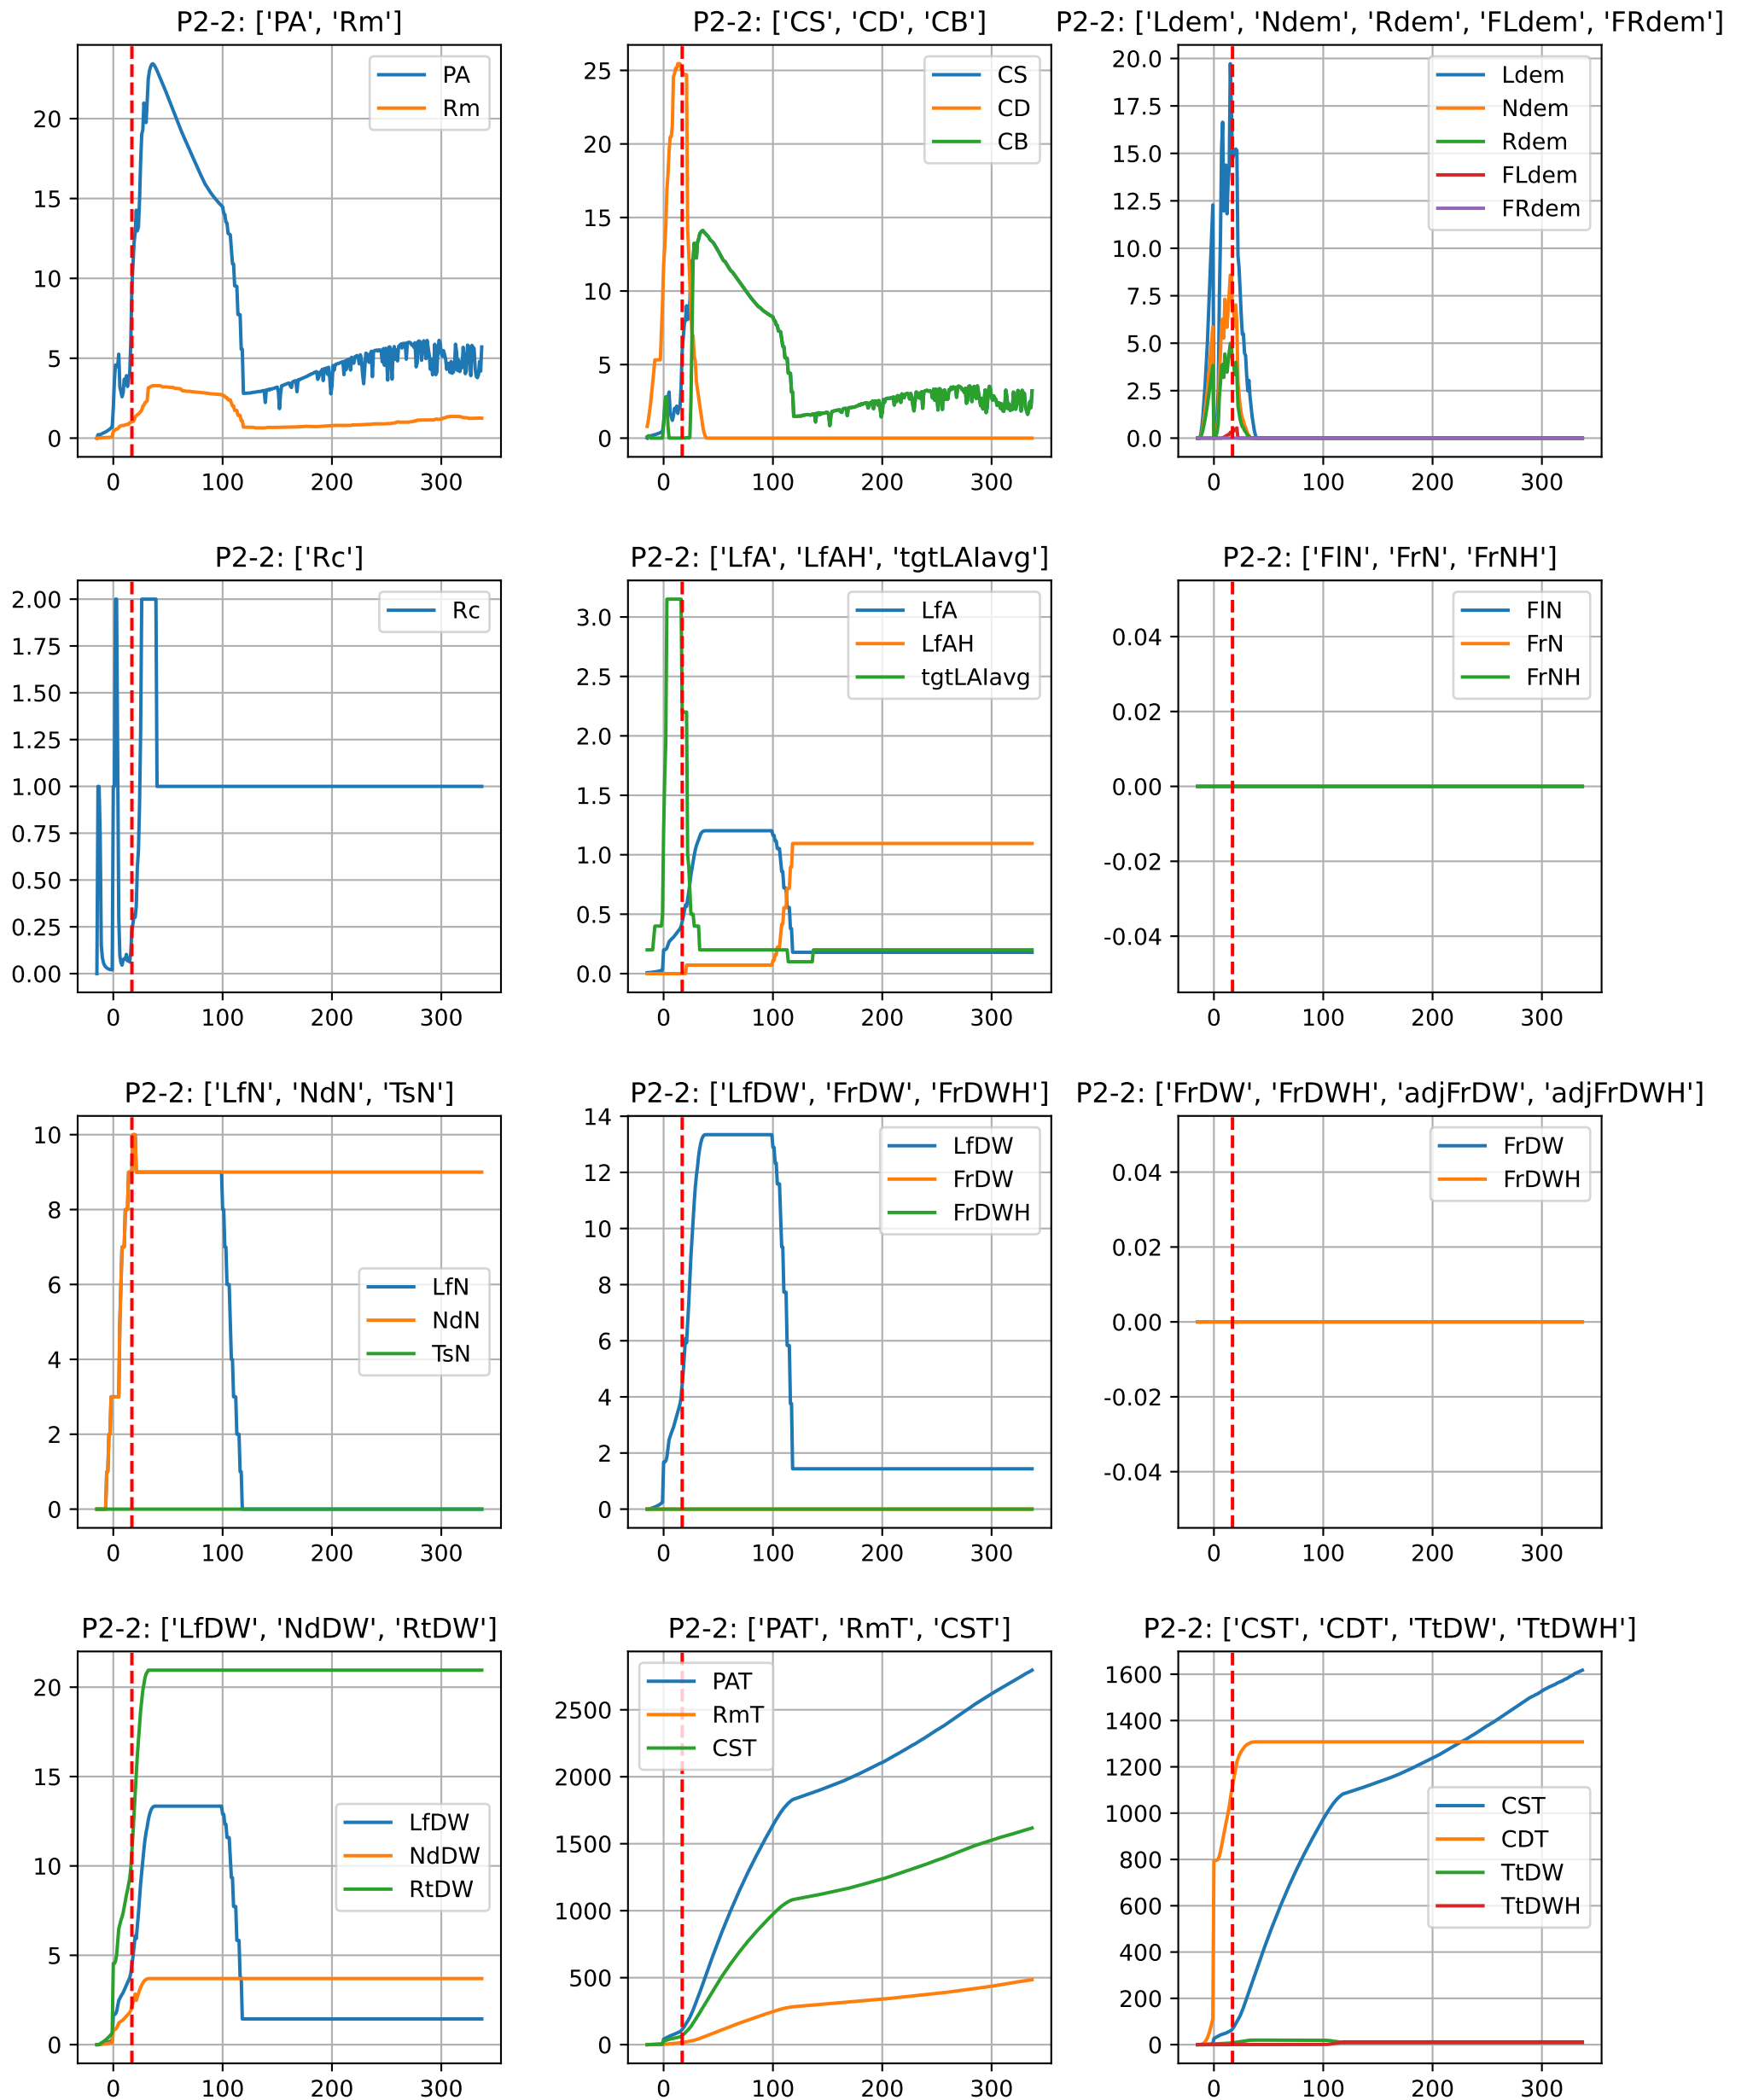 P2-2: ['PA', 'Rm']
PA
Rm
20
15
10
5
0
0 100 200 300
P2-2: ['CS', 'CD', 'CB']
CS
CD
CB
25
20
15
10
5
0
0 100 200 300
P2-2: ['Ldem', 'Ndem', 'Rdem', 'FLdem', 'FRdem']
Ldem
Ndem
Rdem
FLdem
FRdem
20.0
17.5
15.0
12.5
10.0
7.5
5.0
2.5
0.0
0 100 200 300
P2-2: ['Rc']
Rc
2.00
1.75
1.50
1.25
1.00
0.75
0.50
0.25
0.00
0 100 200 300
P2-2: ['LfA', 'LfAH', 'tgtLAIavg']
LfA
LfAH
tgtLAIavg
3.0
2.5
2.0
1.5
1.0
0.5
0.0
0 100 200 300
P2-2: ['FlN', 'FrN', 'FrNH']
FlN
FrN
FrNH
0.04
0.02
0.00
-0.02
-0.04
0 100 200 300
P2-2: ['LfN', 'NdN', 'TsN']
LfN
NdN
TsN
10
8
6
4
2
0
0 100 200 300
P2-2: ['LfDW', 'FrDW', 'FrDWH']
LfDW
FrDW
FrDWH
14
12
10
8
6
4
2
0
0 100 200 300
P2-2: ['FrDW', 'FrDWH', 'adjFrDW', 'adjFrDWH']
FrDW
FrDWH
0.04
0.02
0.00
-0.02
-0.04
0 100 200 300
P2-2: ['LfDW', 'NdDW', 'RtDW']
LfDW
NdDW
RtDW
20
15
10
5
0
0 100 200 300
P2-2: ['PAT', 'RmT', 'CST']
PAT
RmT
CST
2500
2000
1500
1000
500
0
0 100 200 300
P2-2: ['CST', 'CDT', 'TtDW', 'TtDWH']
CST
CDT
TtDW
TtDWH
1600
1400
1200
1000
800
600
400
200
0
0 100 200 300